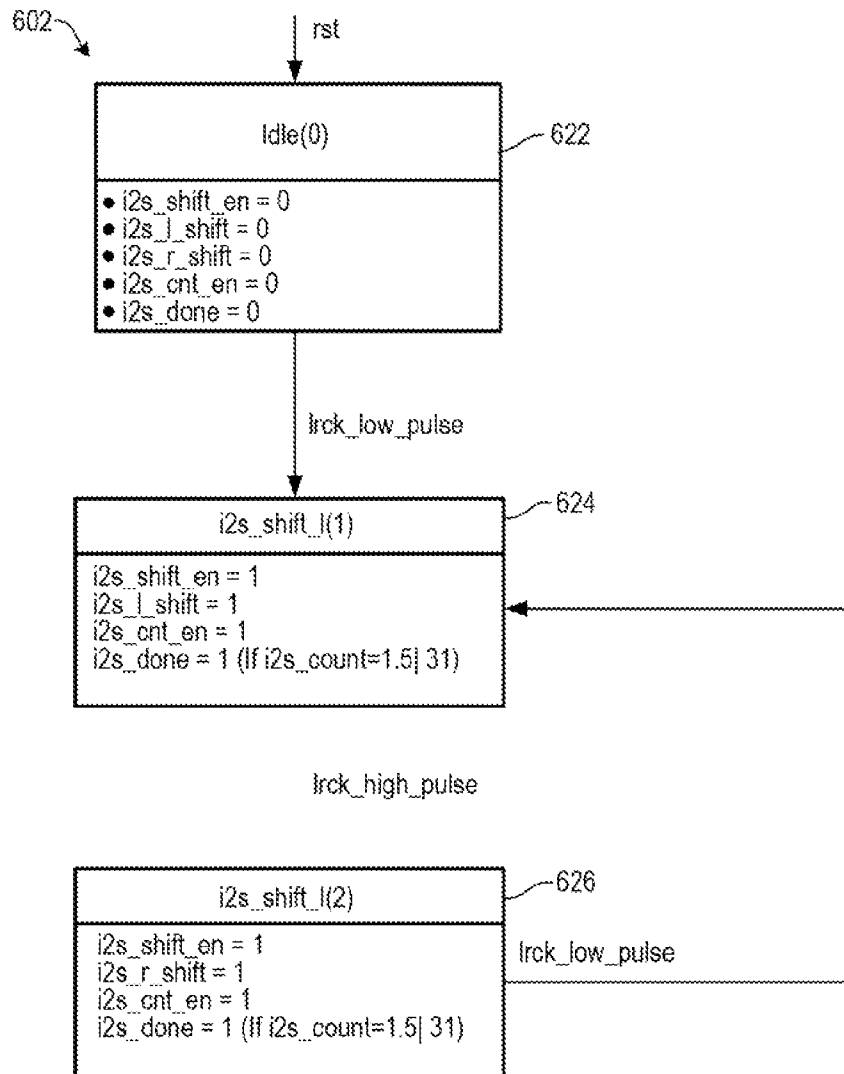 602
rst
Idle(0)
622
• i2s_shift_en = 0
• i2s_l_shift = 0
• i2s_r_shift = 0
• i2s_cnt_en = 0
• i2s_done = 0
lrck_low_pulse
624
i2s_shift_l(1)
i2s_shift_en = 1
i2s_l_shift = 1
i2s_cnt_en = 1
i2s_done = 1 (If i2s_count=1.5| 31)
lrck_high_pulse
626
i2s_shift_l(2)
i2s_shift_en = 1
i2s_r_shift = 1
i2s_cnt_en = 1
i2s_done = 1 (If i2s_count=1.5| 31)
lrck_low_pulse